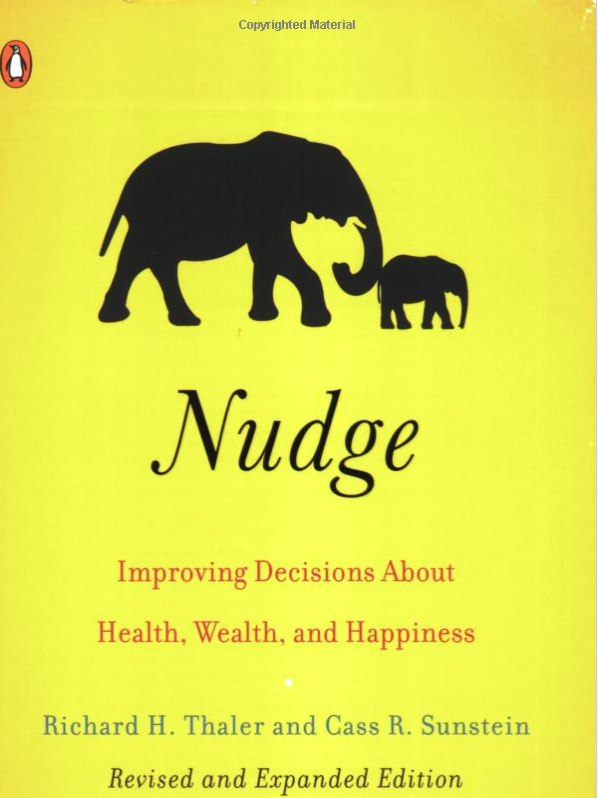 Copyrighted Material
Nudge
Improving Decisions About
Health, Wealth, and Happiness
Richard H. Thaler and Cass R. Sunstein
Revised and Expanded Edition